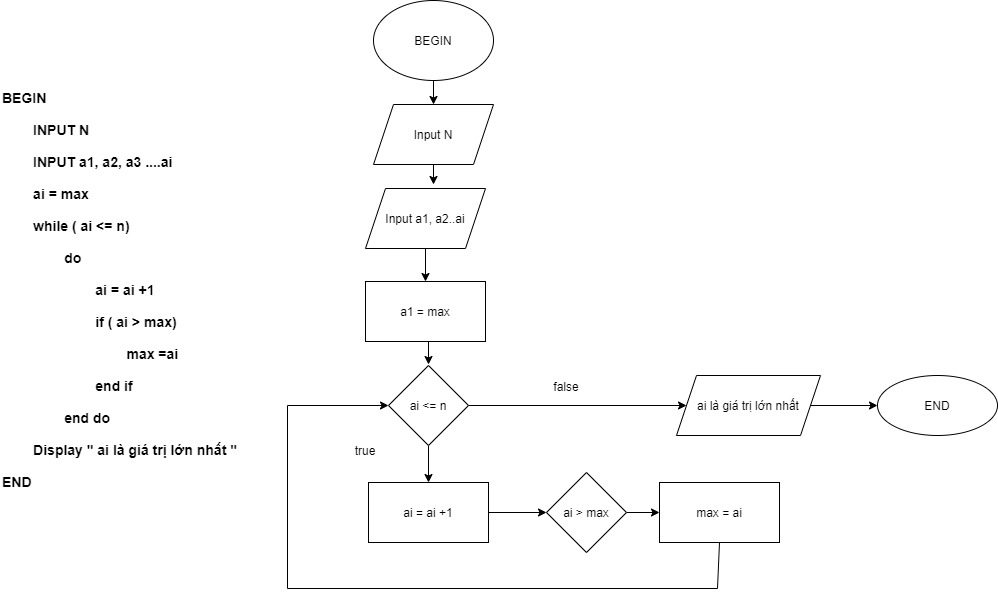 BEGIN
INPUT N
INPUT a1, a2, a3 ....ai
ai = max
while ( ai <= n)
do
ai = ai +1
if ( ai > max)
max =ai
end if
end do
Display " ai là giá trị lớn nhất "
END
BEGIN
Input N
Input a1, a2..ai
a1 = max
ai <= n
false
ai là giá trị lớn nhất
END
true
ai = ai +1
ai > max
max = ai